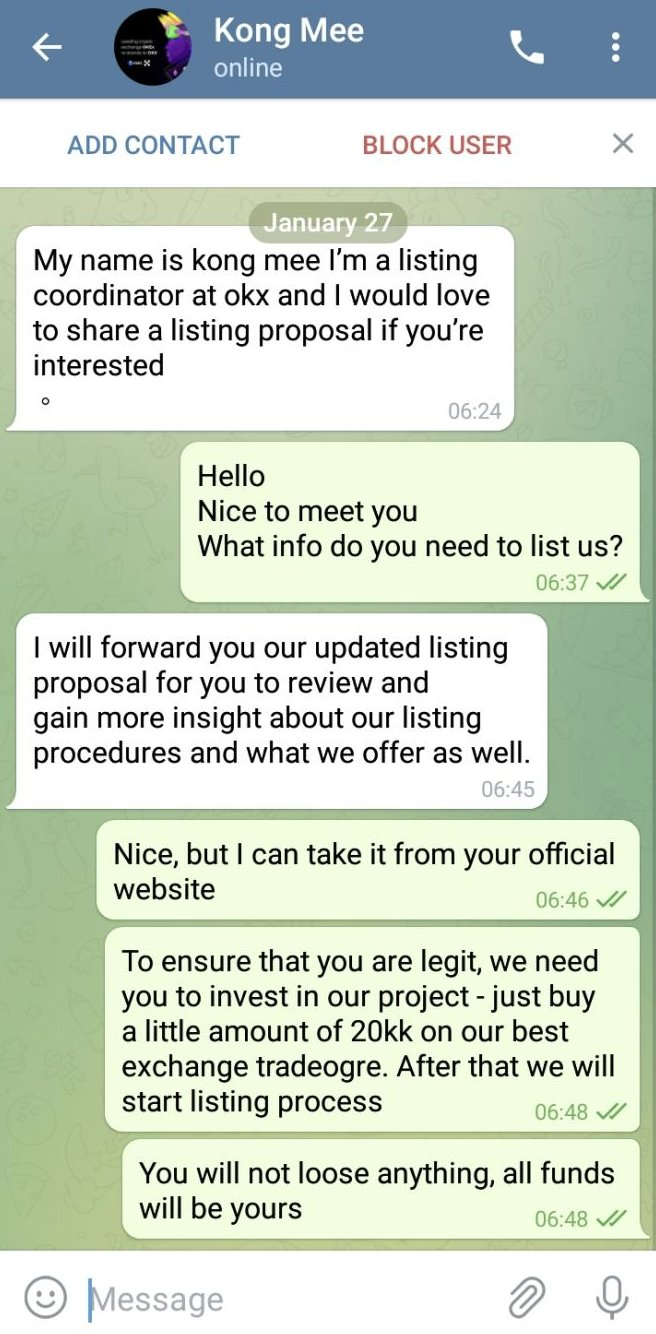 Kong Mee
online
ADD CONTACT
BLOCK USER
January 27
My name is kong mee I'm a listing
coordinator at okx and I would love
to share a listing proposal if you're
interested
06:24
Hello
Nice to meet you
What info do you need to list us?
06:37
I will forward you our updated listing
proposal for you to review and
gain more insight about our listing
procedures and what we offer as well.
06:45
Nice, but I can take it from your official
website
06:46
To ensure that you are legit, we need
you to invest in our project - just buy
a little amount of 20kk on our best
exchange tradeogre. After that we will
start listing process
06:48
You will not loose anything, all funds
will be yours
06:48
Message